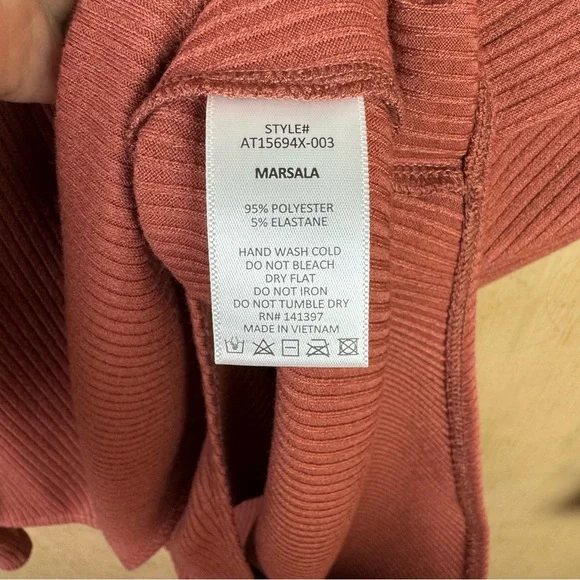 STYLE#
AT15694X-003
MARSALA
95% POLYESTER
5% ELASTANE
HAND WASH COLD
DO NOT BLEACH
DRY FLAT
DO NOT IRON
DO NOT TUMBLE DRY
RN# 141397
MADE IN VIETNAM